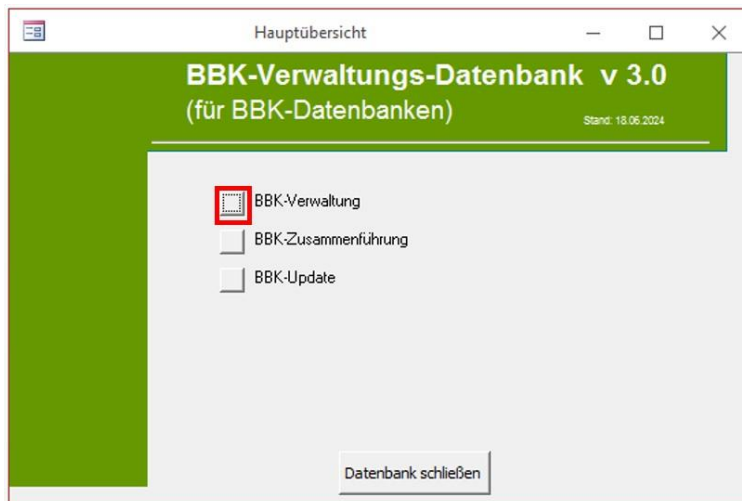 Hauptübersicht
BBK-Verwaltungs-Datenbank v 3.0
(für BBK-Datenbanken)
Stand: 18.06.2024
BBK-Verwaltung
BBK-Zusammenführung
BBK-Update
Datenbank schließen